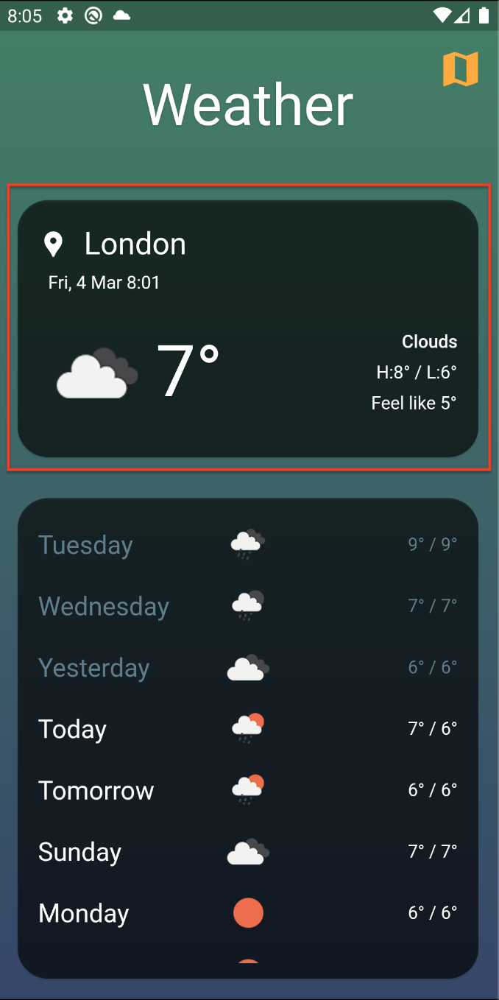 8:05
Weather
London
Fri, 4 Mar 8:01
7°
Clouds
H:8° / L:6°
Feel like 5°
Tuesday 9° / 9°
Wednesday 7° / 7°
Yesterday 6° / 6°
Today 7° / 6°
Tomorrow 6° / 6°
Sunday 7° / 7°
Monday 6° / 6°